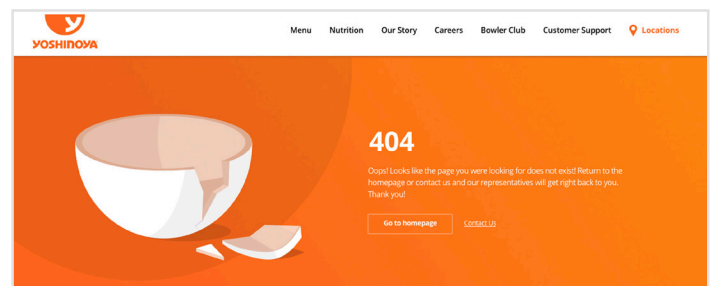 YOSHINOYA
Menu Nutrition Our Story Careers Bowler Club Customer Support Locations
404
Oops! Looks like the page you were looking for does not exist! Return to the
homepage or contact us and our representatives will get right back to you.
Thank you!
Go to homepage Contact Us